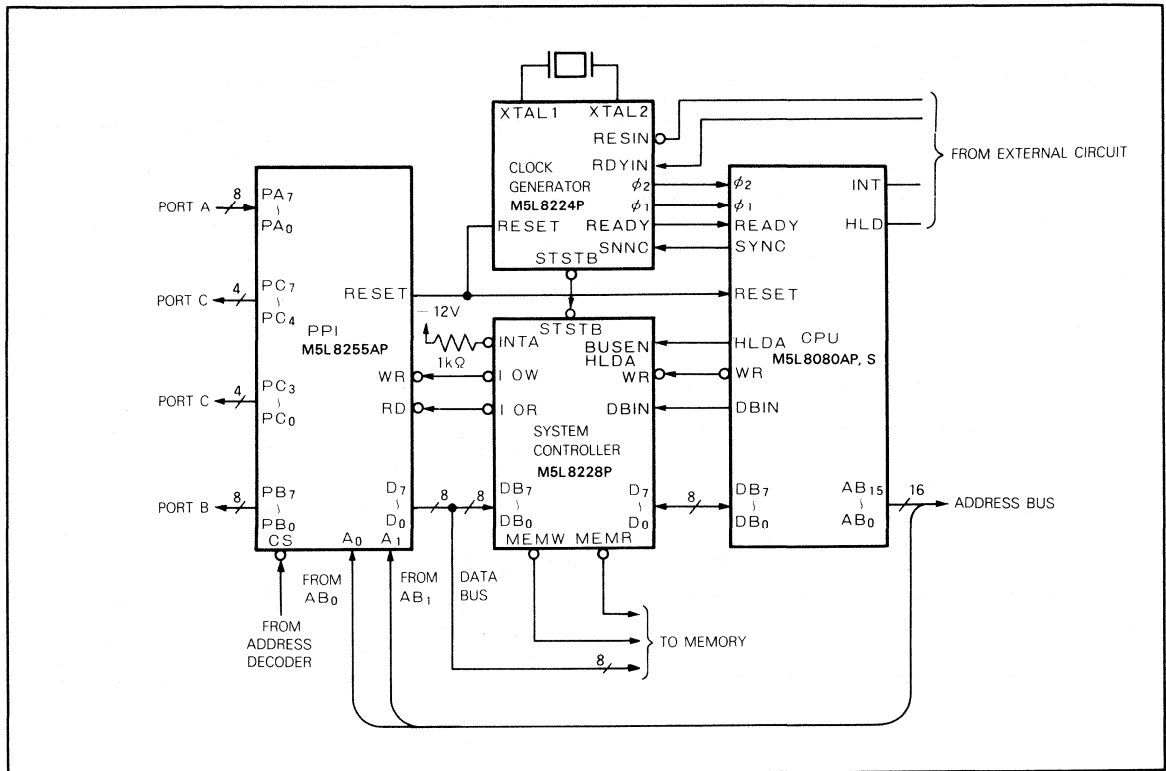 XTAL1 XTAL2
RESIN
RDYIN
CLOCK
GENERATOR
M5L8224P
φ2
φ1
READY
SNNC
RESET
STSTB
FROM EXTERNAL CIRCUIT
INT
HLD
φ2
φ1
READY
SYNC
RESET
CPU
M5L8080AP, S
HLDA
WR
DBIN
DB7
~
DB0
AB15
~
AB0
16
ADDRESS BUS
PORT A
8
PA7
~
PA0
PORT C
4
PC7
~
PC4
PPI
M5L8255AP
RESET
WR
RD
PORT C
4
PC3
~
PC0
PORT B
8
PB7
~
PB0
CS
A0
A1
D7
~
D0
8
8
− 12V
1kΩ
STSTB
INTA
BUSEN
HLDA
I OW
WR
I OR
DBIN
SYSTEM
CONTROLLER
M5L8228P
DB7
~
DB0
D7
~
D0
8
MEMW MEMR
FROM
AB0
FROM
AB1
DATA
BUS
FROM
ADDRESS
DECODER
8
TO MEMORY